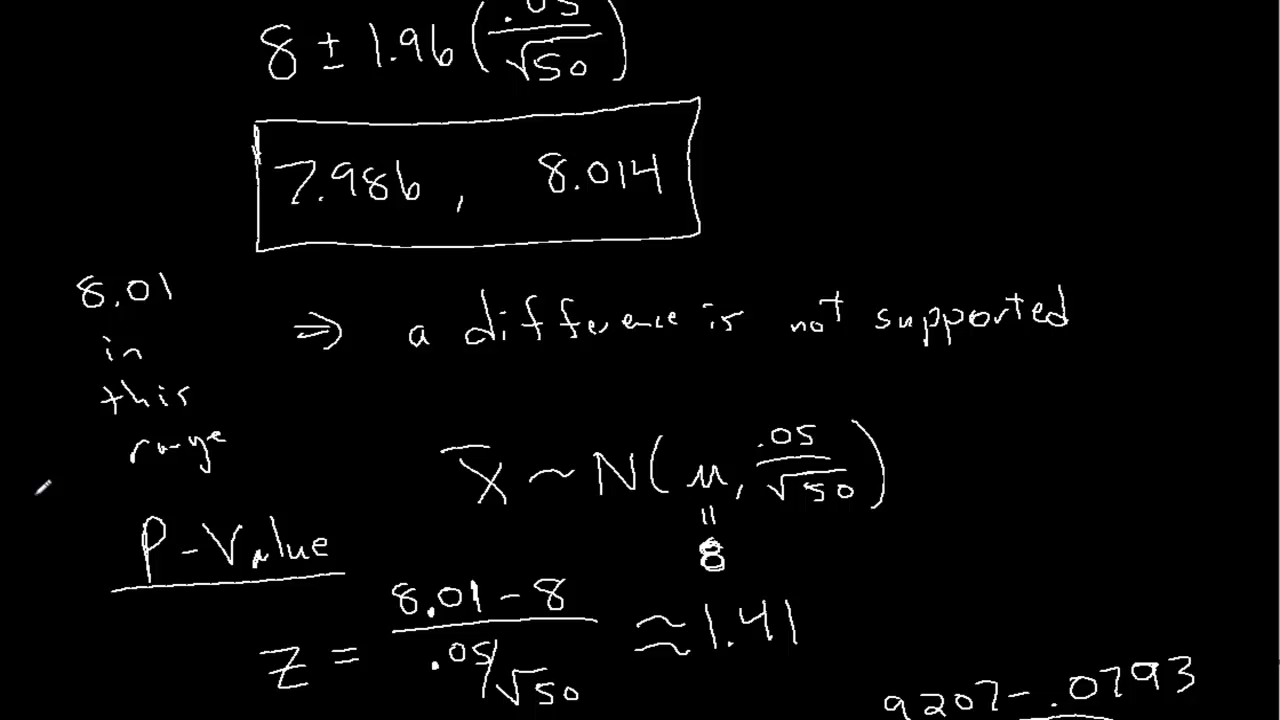 8 ± 1.96 (.05/√50)
7.986 , 8.014
8.01
in
this
range
⇒ a difference is not supported
X̄ ~ N(μ, .05/√50)
=
8
P-Value
Z = 8.01 - 8 / .05/√50 ≈ 1.41
9207 - .0793